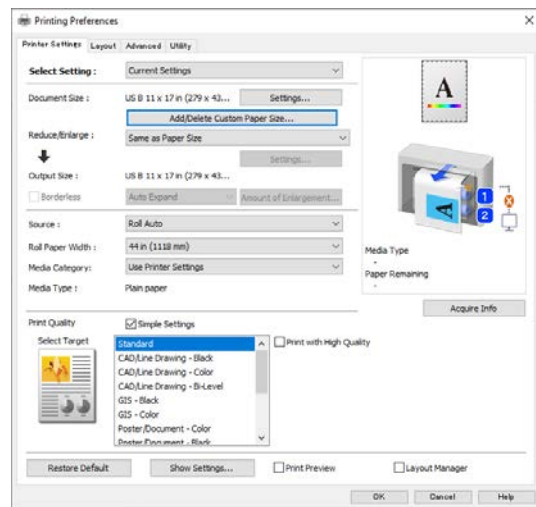 Printing Preferences
Printer Settings Layout Advanced Utility
Select Setting : Current Settings
Document Size : US B 11 x 17 in (279 x 43... Settings...
Add/Delete Custom Paper Size...
Reduce/Enlarge : Same as Paper Size
Settings...
Output Size : US B 11 x 17 in (279 x 43...
Borderless Auto Expand Amount of Enlargement...
Source : Roll Auto
Roll Paper Width : 44 in (1118 mm)
Media Category: Use Printer Settings
Media Type : Plain paper
A
A
1
2
Media Type
-
Paper Remaining
-
Acquire Info
Print Quality Simple Settings
Select Target
Standard
CAD/Line Drawing - Black
CAD/Line Drawing - Color
CAD/Line Drawing - Bi-Level
GIS - Black
GIS - Color
Poster/Document - Color
Poster/Document - Black
Print with High Quality
Restore Default Show Settings... Print Preview Layout Manager
OK Cancel Help